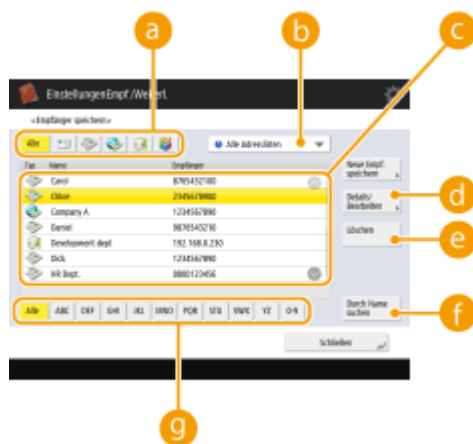 a
b
c
Einstellungen Empf./Weiterl.
<Empfänger speichern>
Alle
Alle Adresslisten
Typ Name Empfänger
Carol 8765432100
Chloe 2345678900
Company A 1234567890
Daniel 9876543210
Development dept 192.168.0.230
Dick 1234567890
HR Dept. 0800123456
Neue Empf. speichern
Details/ Bearbeiten
d
Löschen
e
Durch Name suchen
f
Alle ABC DEF GHI JKL MNO PQR STU VWX YZ 0-9
Schließen
g